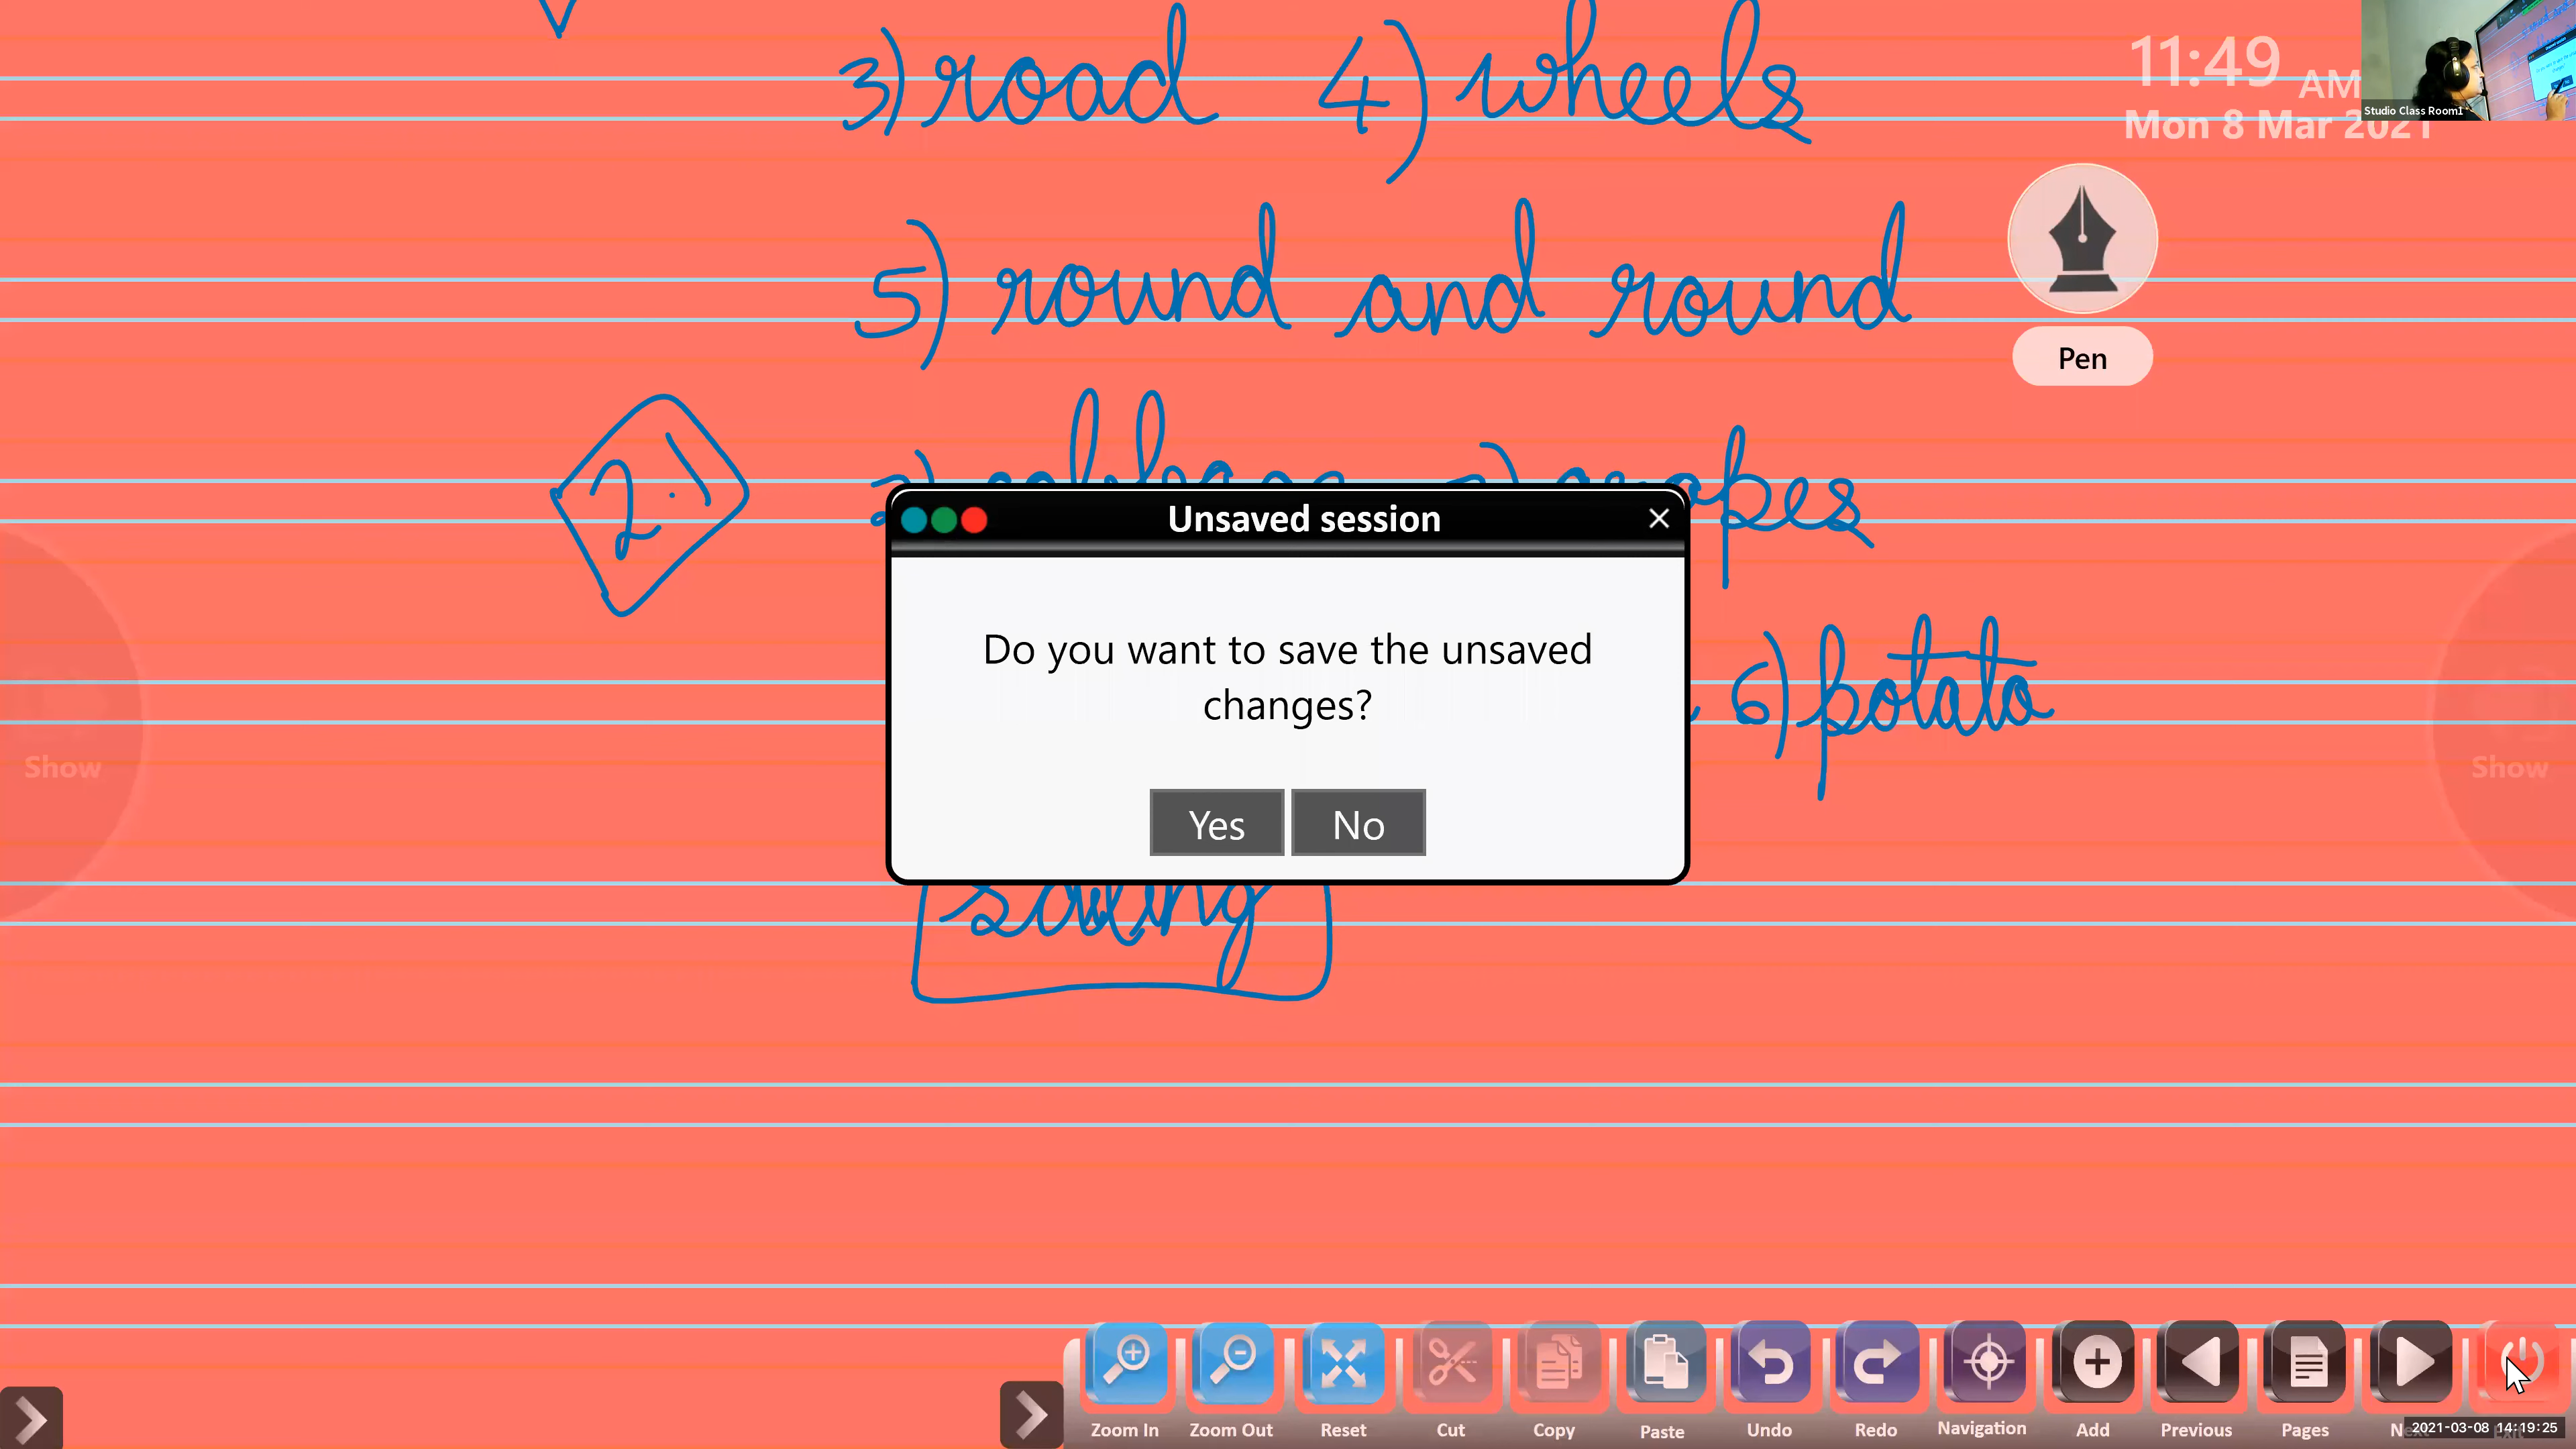 3) road 4) wheels
11:49 AM
Mon 8 Mar 2021
Studio Class Room1
5) round and round
Pen
2.1
Unsaved session
Do you want to save the unsaved
changes?
Yes No
6) potato
Show
Show
Zoom In Zoom Out Reset Cut Copy Paste Undo Redo Navigation Add Previous Pages
2021-03-08 14:19:25